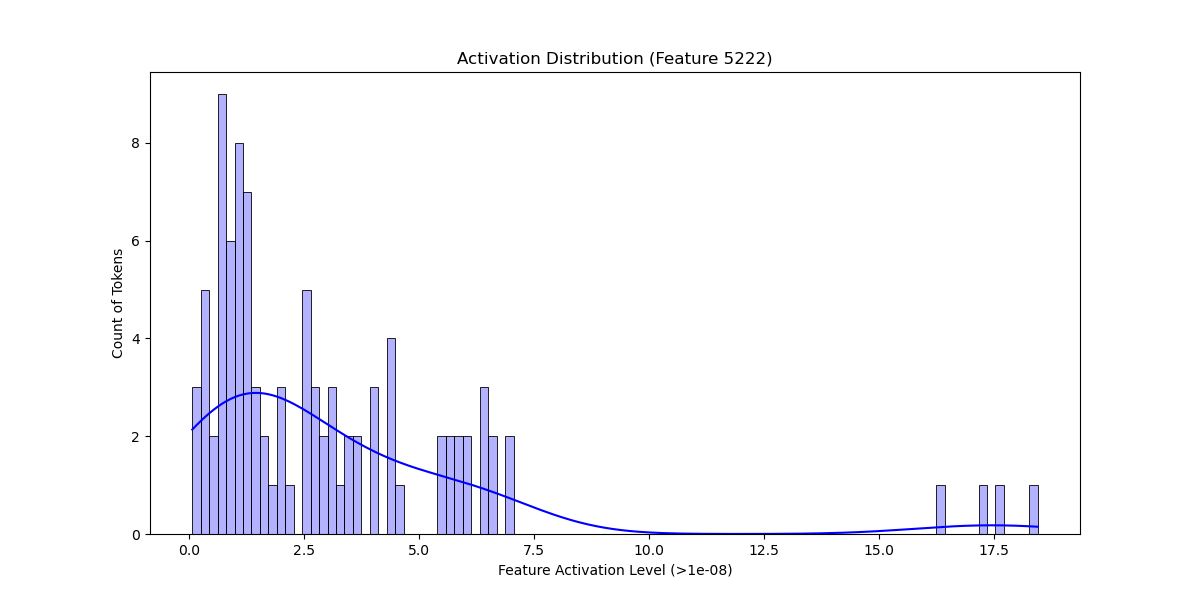 Activation Distribution (Feature 5222)
Count of Tokens
8
6
4
2
0
0.0 2.5 5.0 7.5 10.0 12.5 15.0 17.5
Feature Activation Level (>1e-08)